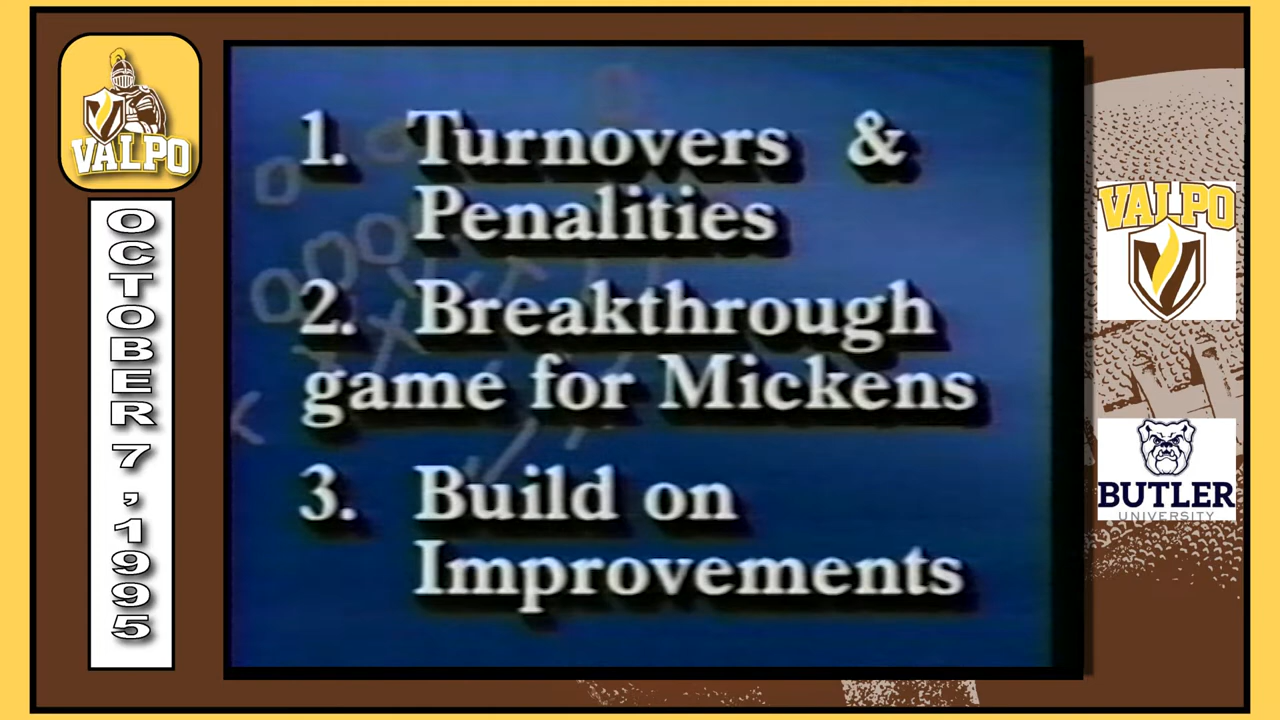 VALPO
OCTOBER 7, 1995
1. Turnovers &
Penalities
2. Breakthrough
game for Mickens
3. Build on
Improvements
VALPO
BUTLER
UNIVERSITY